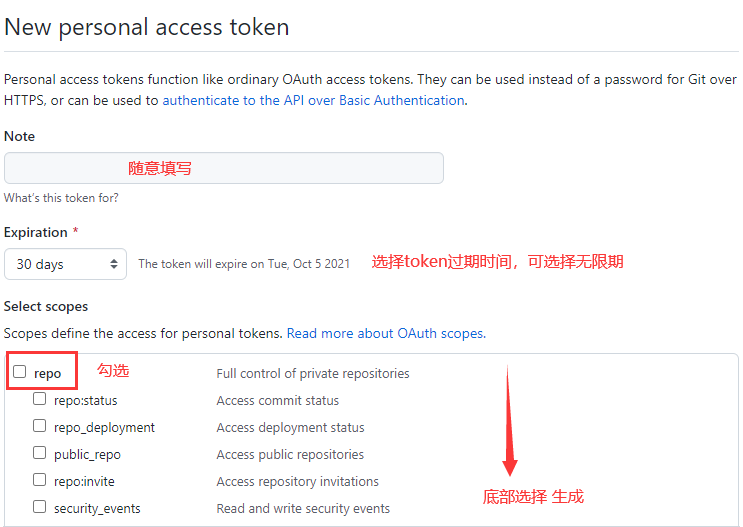 New personal access token
Personal access tokens function like ordinary OAuth access tokens. They can be used instead of a password for Git over
HTTPS, or can be used to authenticate to the API over Basic Authentication.
Note
随意填写
What's this token for?
Expiration *
30 days The token will expire on Tue, Oct 5 2021 选择token过期时间，可选择无限期
Select scopes
Scopes define the access for personal tokens. Read more about OAuth scopes.
repo 勾选 Full control of private repositories
repo:status Access commit status
repo_deployment Access deployment status
public_repo Access public repositories
repo:invite Access repository invitations
底部选择 生成
security_events Read and write security events